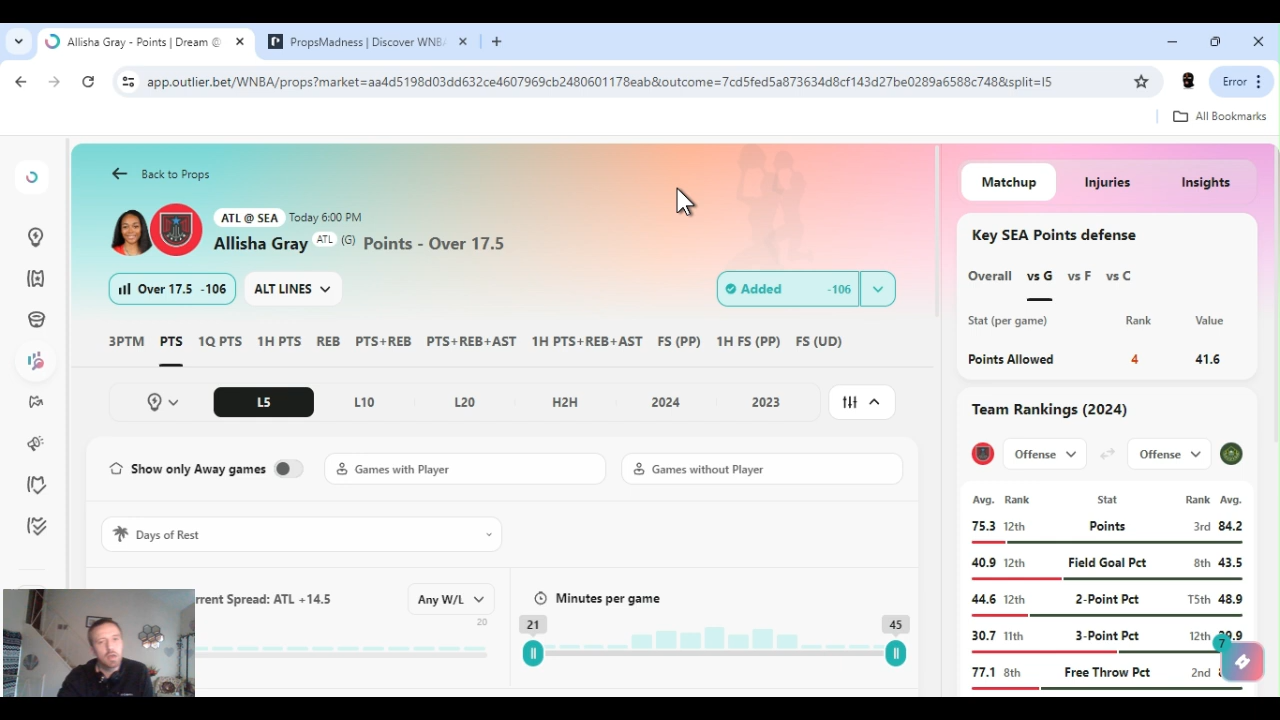 Allisha Gray - Points | Dream @
PropsMadness | Discover WNB
app.outlier.bet/WNBA/props?market=aa4d5198d03dd632ce4607969cb2480601178eab&outcome=7cd5fed5a873634d8cf143d27be0289a6588c748&split=l5
Error
All Bookmarks
Back to Props
ATL @ SEA Today 6:00 PM
Allisha Gray ATL (G) Points - Over 17.5
Over 17.5 -106 ALT LINES
Added -106
3PTM PTS 1Q PTS 1H PTS REB PTS+REB PTS+REB+AST 1H PTS+REB+AST FS (PP) 1H FS (PP) FS (UD)
L5 L10 L20 H2H 2024 2023
Show only Away games Games with Player Games without Player
Days of Rest
rrent Spread: ATL +14.5 Any W/L
20
Minutes per game
21 45
Matchup Injuries Insights
Key SEA Points defense
Overall vs G vs F vs C
Stat (per game) Rank Value
Points Allowed 4 41.6
Team Rankings (2024)
Offense Offense
Avg. Rank Stat Rank Avg.
75.3 12th Points 3rd 84.2
40.9 12th Field Goal Pct 8th 43.5
44.6 12th 2-Point Pct T5th 48.9
30.7 11th 3-Point Pct 12th 9.9
7
77.1 8th Free Throw Pct 2nd